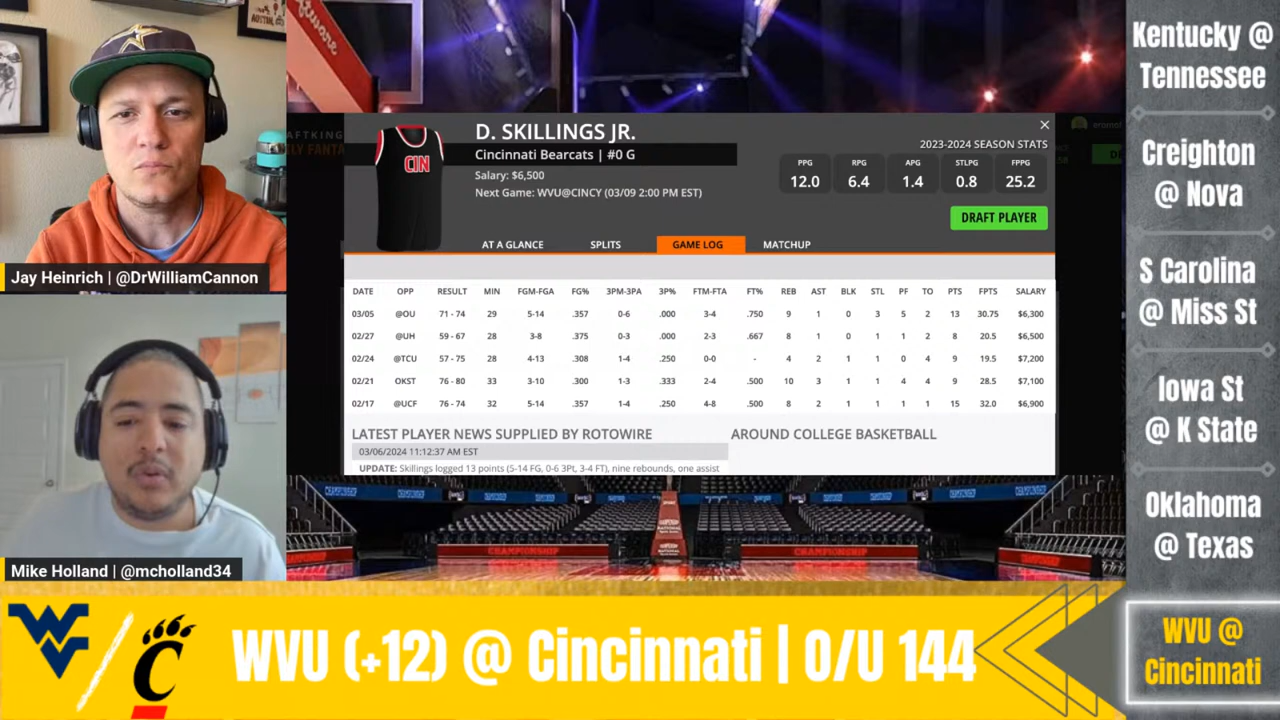 AUSTIN,
software
D. SKILLINGS JR.
Cincinnati Bearcats | #0 G
Salary: $6,500
Next Game: WVU@CINCY (03/09 2:00 PM EST)
CIN
2023-2024 SEASON STATS
PPG RPG APG STLPG FPPG
12.0 6.4 1.4 0.8 25.2
DRAFT PLAYER
AT A GLANCE SPLITS GAME LOG MATCHUP
DATE OPP RESULT MIN FGM-FGA FG% 3PM-3PA 3P% FTM-FTA FT% REB AST BLK STL PF TO PTS FPTS SALARY
03/05 @OU 71 - 74 29 5-14 .357 0-6 .000 3-4 .750 9 1 0 3 5 2 13 30.75 $6,300
02/27 @UH 59 - 67 28 3-8 .375 0-3 .000 2-3 .667 8 1 0 1 1 2 8 20.5 $6,500
02/24 @TCU 57 - 75 28 4-13 .308 1-4 .250 0-0 - 4 2 1 1 0 4 9 19.5 $7,200
02/21 OKST 76 - 80 33 3-10 .300 1-3 .333 2-4 .500 10 3 1 1 4 4 9 28.5 $7,100
02/17 @UCF 76 - 74 32 5-14 .357 1-4 .250 4-8 .500 8 2 1 1 1 1 15 32.0 $6,900
LATEST PLAYER NEWS SUPPLIED BY ROTOWIRE
AROUND COLLEGE BASKETBALL
03/06/2024 11:12:37 AM EST
UPDATE: Skillings logged 13 points (5-14 FG, 0-6 3Pt, 3-4 FT), nine rebounds, one assist
CHAMPIONSHIP
CHAMPIONSHIP
Jay Heinrich | @DrWilliamCannon
Mike Holland | @mcholland34
Kentucky @
Tennessee
Creighton
@ Nova
S Carolina
@ Miss St
Iowa St
@ K State
Oklahoma
@ Texas
WVU @
Cincinnati
WV
C
WVU (+12) @ Cincinnati | O/U 144